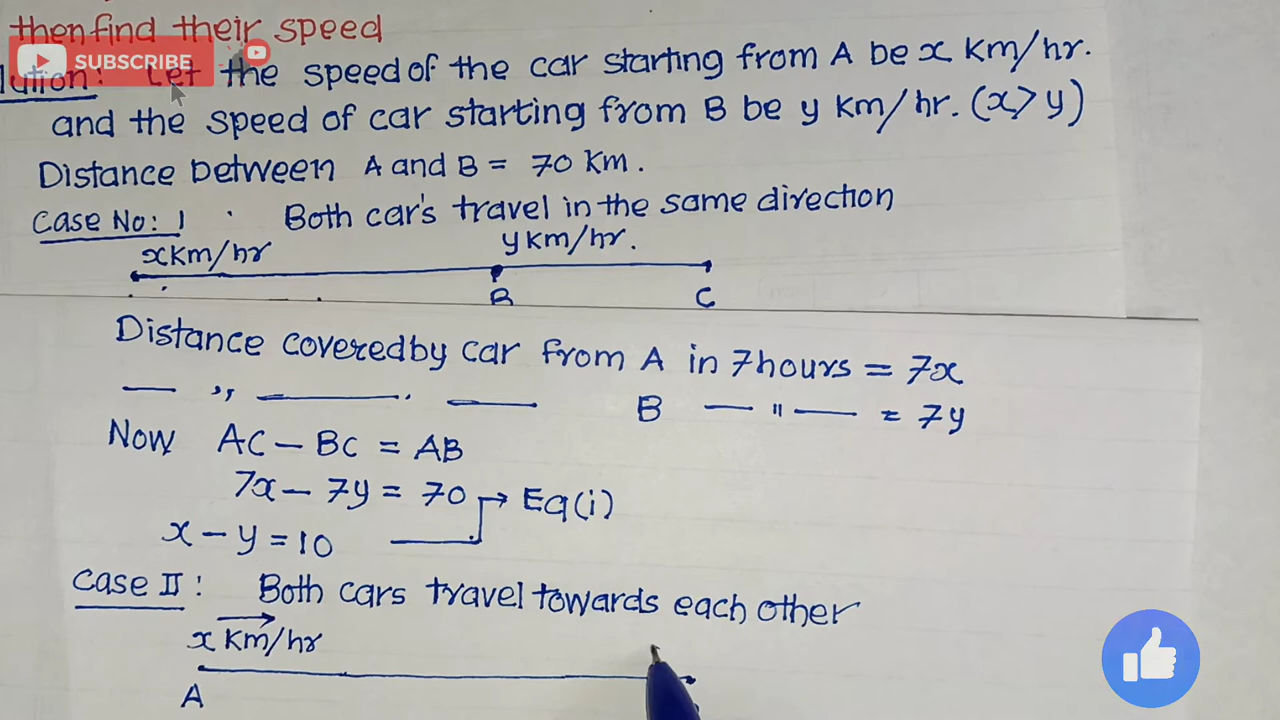 then find their speed
SUBSCRIBE
lution: Let the speed of the car starting from A be x Km/hr.
and the speed of car starting from B be y Km/hr. (x>y)
Distance between A and B = 70 Km.
Case No: 1 Both car's travel in the same direction
x Km/hr y Km/hr.
B C
Distance covered by car from A in 7 hours = 7x
— ,, — — B — " — = 7y
Now AC - BC = AB
7x - 7y = 70 → Eq(i)
x - y = 10
Case II: Both cars travel towards each other
x Km/hr
A